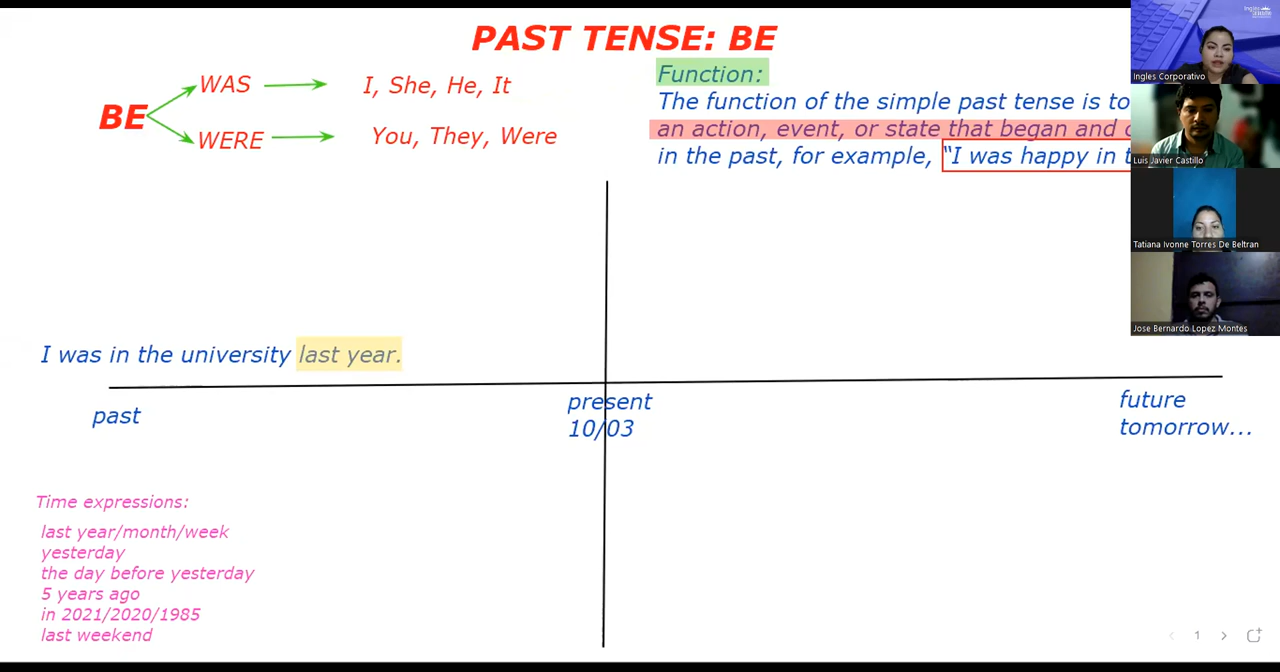 PAST TENSE: BE
BE
WAS
I, She, He, It
WERE
You, They, Were
Function:
The function of the simple past tense is to
an action, event, or state that began and
in the past, for example, “I was happy in
I was in the university last year.
past
present
10/03
future
tomorrow...
Time expressions:
last year/month/week
yesterday
the day before yesterday
5 years ago
in 2021/2020/1985
last weekend
1
Ingles Corporativo
Luis Javier Castillo
Tatiana Ivonne Torres De Beltran
Jose Bernardo Lopez Montes